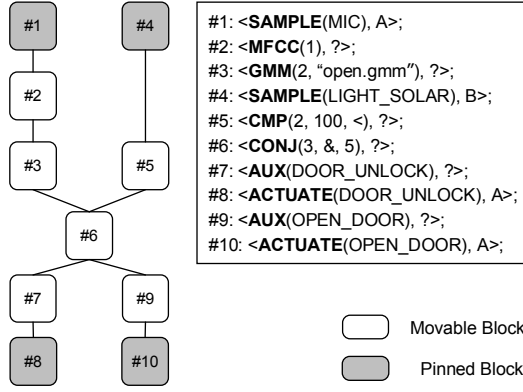 #1
#4
#2
#3
#5
#6
#7
#9
#8
#10
#1: <SAMPLE(MIC), A>;
#2: <MFCC(1), ?>;
#3: <GMM(2, “open.gmm”), ?>;
#4: <SAMPLE(LIGHT_SOLAR), B>;
#5: <CMP(2, 100, <), ?>;
#6: <CONJ(3, &, 5), ?>;
#7: <AUX(DOOR_UNLOCK), ?>;
#8: <ACTUATE(DOOR_UNLOCK), A>;
#9: <AUX(OPEN_DOOR), ?>;
#10: <ACTUATE(OPEN_DOOR), A>;
Movable Block
Pinned Block